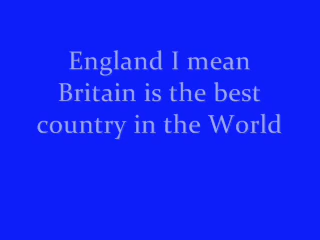 England I mean
Britain is the best
country in the World